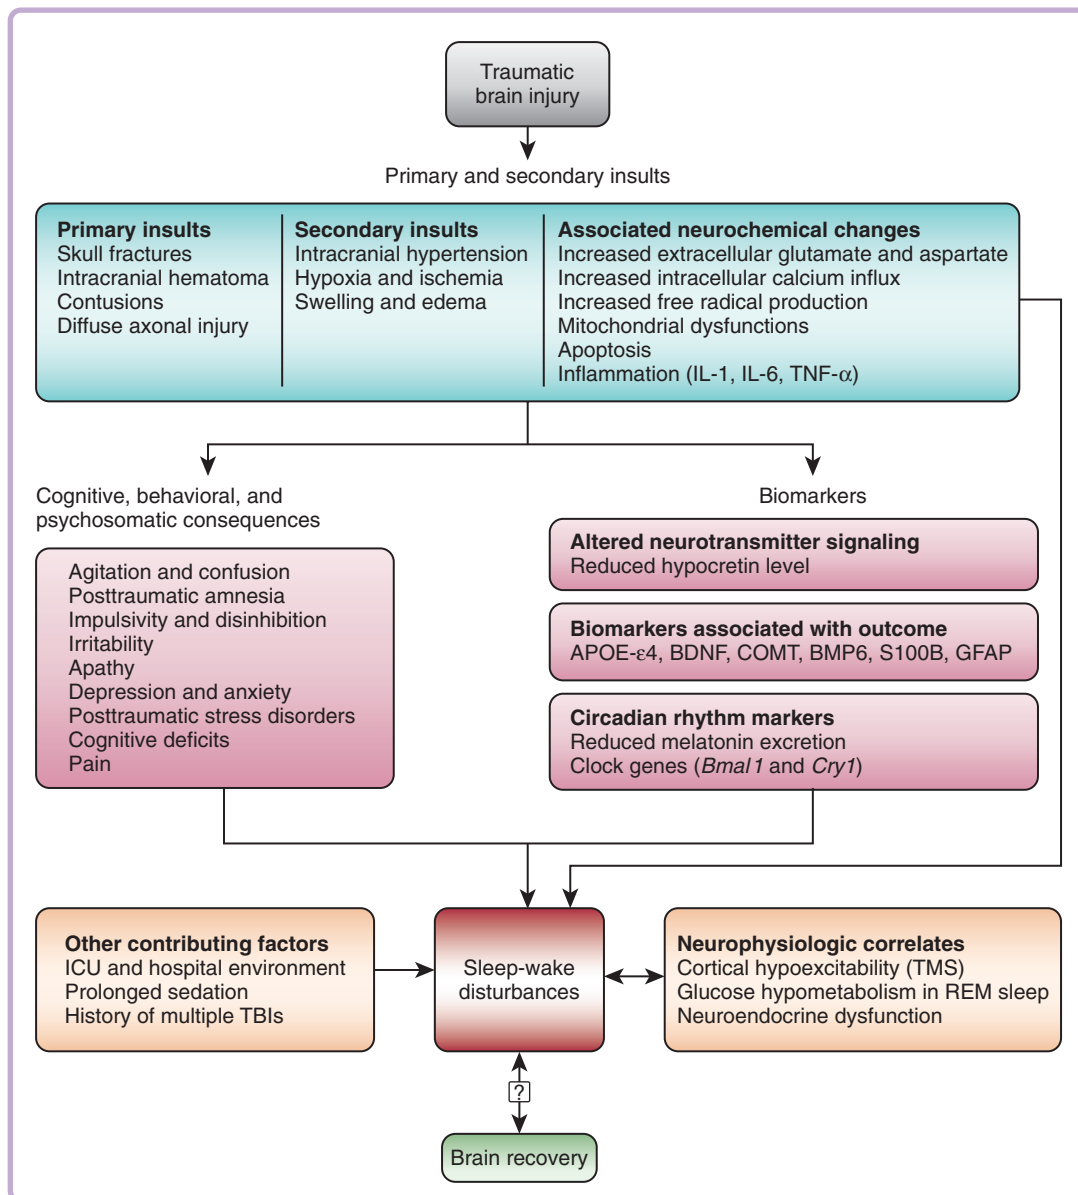 Traumatic
brain injury
Primary and secondary insults
Primary insults
Skull fractures
Intracranial hematoma
Contusions
Diffuse axonal injury
Secondary insults
Intracranial hypertension
Hypoxia and ischemia
Swelling and edema
Associated neurochemical changes
Increased extracellular glutamate and aspartate
Increased intracellular calcium influx
Increased free radical production
Mitochondrial dysfunctions
Apoptosis
Inflammation (IL-1, IL-6, TNF-α)
Cognitive, behavioral, and
psychosomatic consequences
Agitation and confusion
Posttraumatic amnesia
Impulsivity and disinhibition
Irritability
Apathy
Depression and anxiety
Posttraumatic stress disorders
Cognitive deficits
Pain
Biomarkers
Altered neurotransmitter signaling
Reduced hypocretin level
Biomarkers associated with outcome
APOE-ε4, BDNF, COMT, BMP6, S100B, GFAP
Circadian rhythm markers
Reduced melatonin excretion
Clock genes (Bmal1 and Cry1)
Other contributing factors
ICU and hospital environment
Prolonged sedation
History of multiple TBIs
Sleep-wake
disturbances
Neurophysiologic correlates
Cortical hypoexcitability (TMS)
Glucose hypometabolism in REM sleep
Neuroendocrine dysfunction
?
Brain recovery